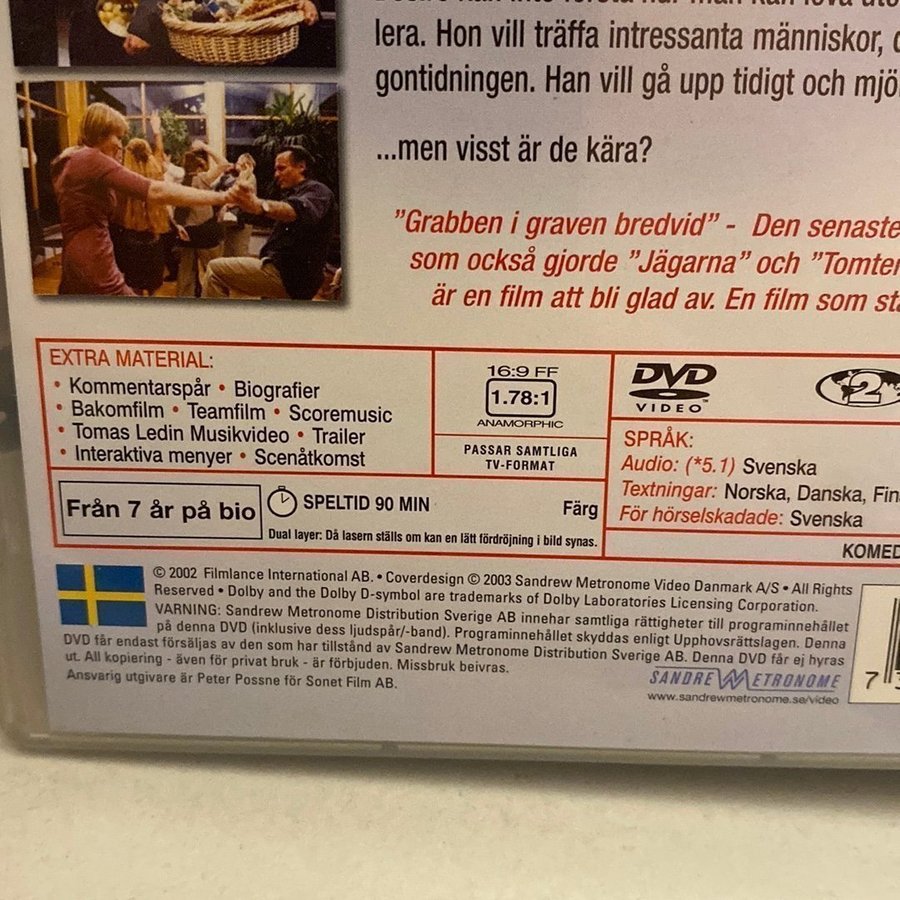 lera. Hon vill träffa intressanta människor,
gontidningen. Han vill gå upp tidigt och
...men visst är de kära?
"Grabben i graven bredvid" - Den senaste
som också gjorde "Jägarna" och
är en film att bli glad av. En film som
EXTRA MATERIAL:
• Kommentarspår • Biografier
• Bakomfilm • Teamfilm • Scoremusic
• Tomas Ledin Musikvideo • Trailer
• Interaktiva menyer • Scenåtkomst
16:9 FF
1.78:1
ANAMORPHIC
PASSAR SAMTLIGA
TV-FORMAT
DVD
VIDEO™
2
SPRÅK:
Audio: (*5.1) Svenska
Textningar: Norska, Danska,
För hörselskadade: Svenska
Från 7 år på bio
SPELTID 90 MIN
Färg
Dual layer: Då lasern ställs om kan en lätt fördröjning i bild synas.
KOMED
© 2002 Filmlance International AB. • Coverdesign © 2003 Sandrew Metronome Video Danmark A/S • All Rights
Reserved • Dolby and the Dolby D-symbol are trademarks of Dolby Laboratories Licensing Corporation.
VARNING: Sandrew Metronome Distribution Sverige AB innehar samtliga rättigheter till programinnehållet
på denna DVD (inklusive dess ljudspår/-band). Programinnehållet skyddas enligt Upphovsrättslagen. Denna
DVD får endast försäljas av den som har tillstånd av Sandrew Metronome Distribution Sverige AB. Denna DVD får ej hyras
ut. All kopiering - även för privat bruk - är förbjuden. Missbruk beivras.
Ansvarig utgivare är Peter Possne för Sonet Film AB.
SANDREW METRONOME
www.sandrewmetronome.se/video
7